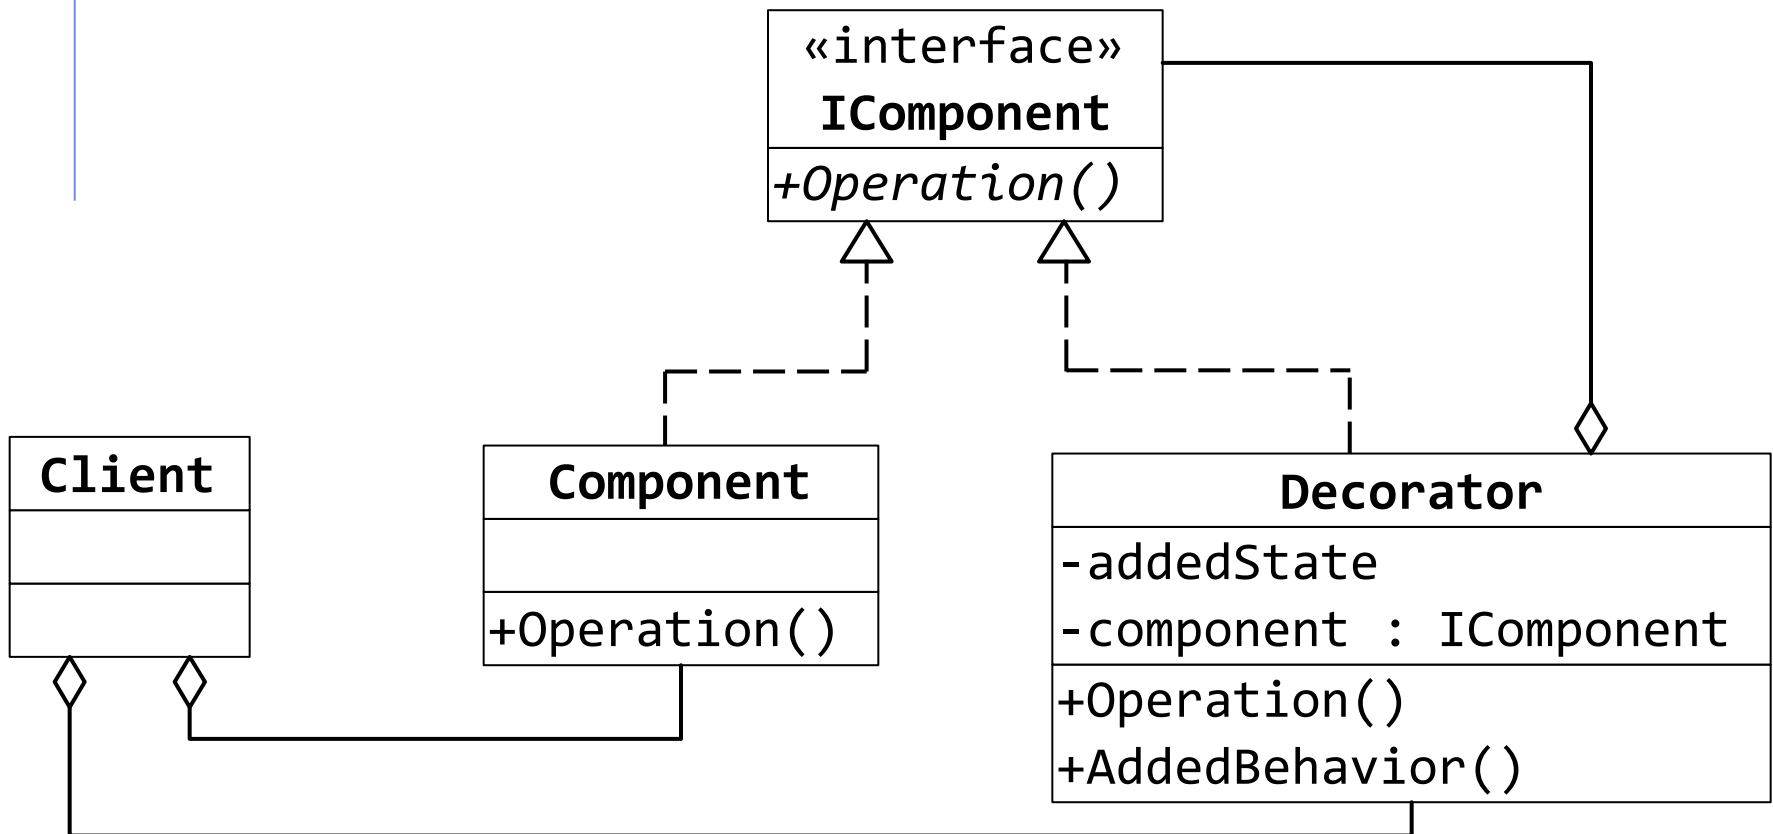 «interface»
IComponent
+Operation()
Client
Component
+Operation()
Decorator
-addedState
-component : IComponent
+Operation()
+AddedBehavior()